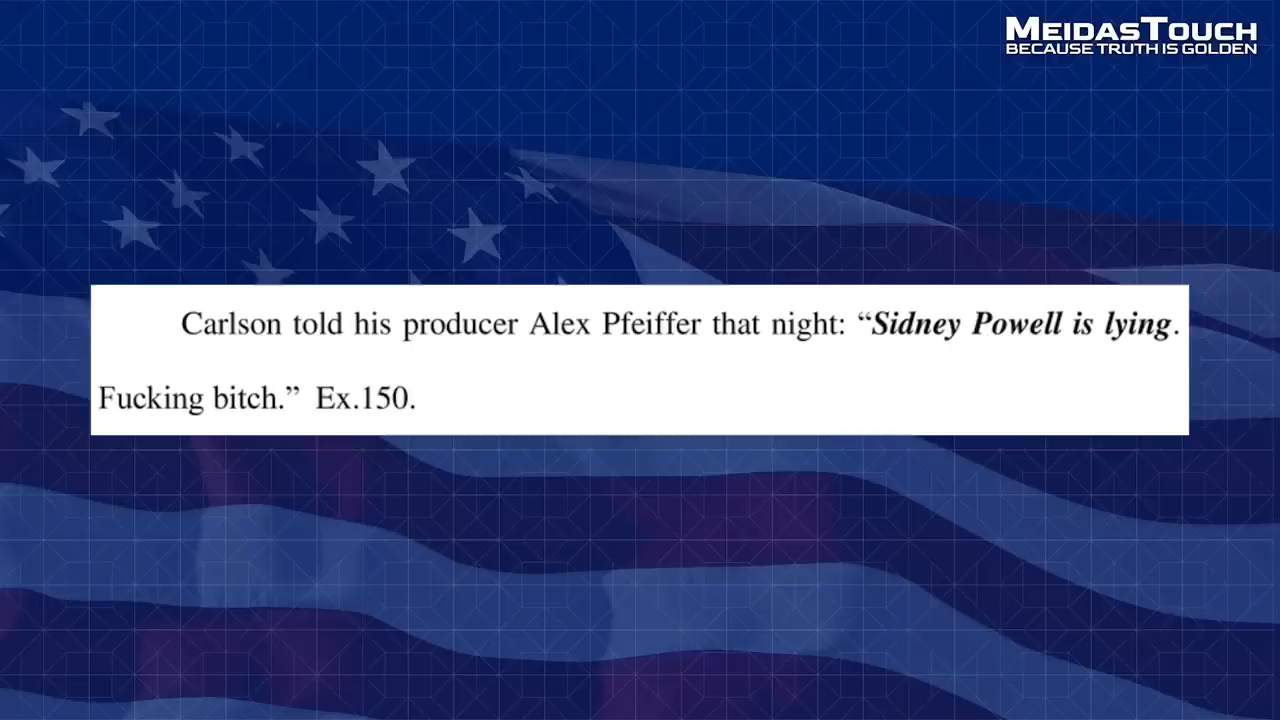 MEIDASTOUCH
BECAUSE TRUTH IS GOLDEN
Carlson told his producer Alex Pfeiffer that night: “Sidney Powell is lying.
Fucking bitch.” Ex.150.